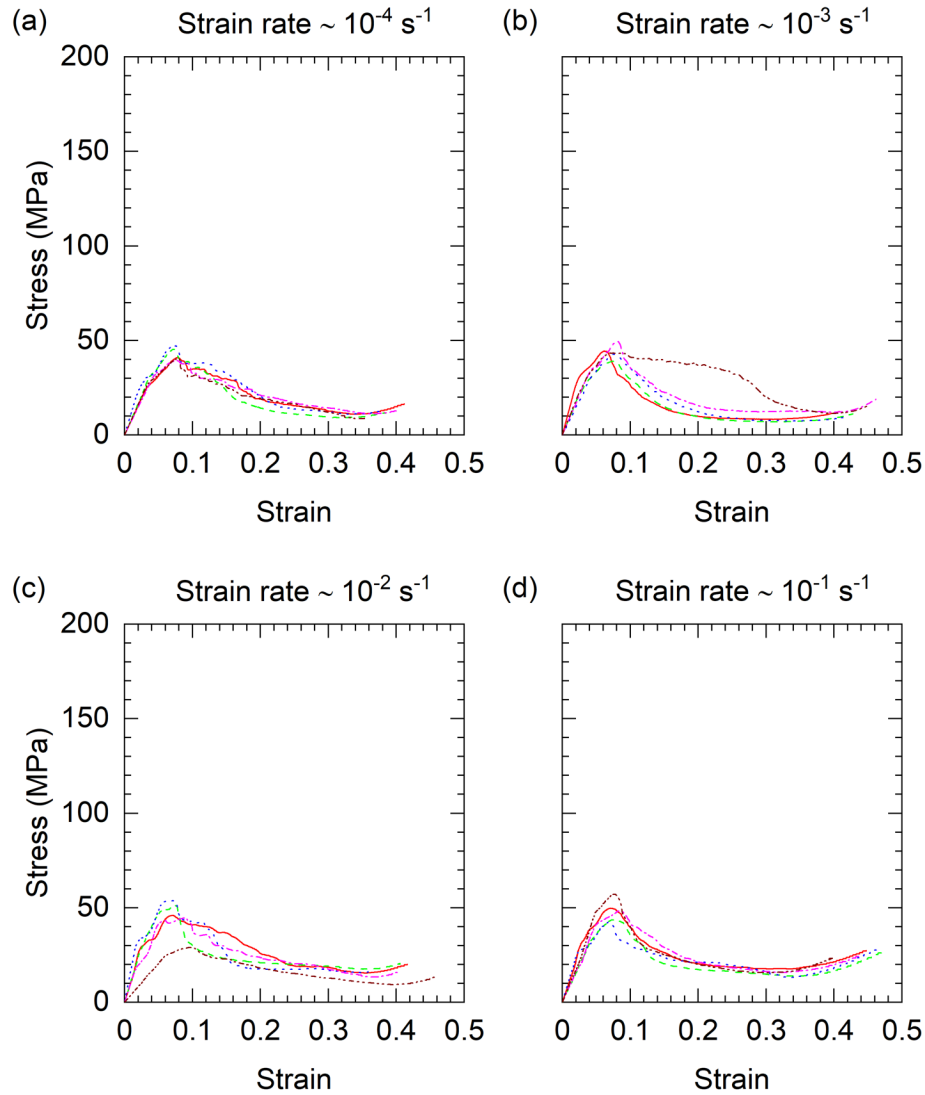 (a) Strain rate ~ 10⁻⁴ s⁻¹
(b) Strain rate ~ 10⁻³ s⁻¹
200
150
100
50
0
Stress (MPa)
0 0.1 0.2 0.3 0.4 0.5
0 0.1 0.2 0.3 0.4 0.5
Strain
Strain
(c) Strain rate ~ 10⁻² s⁻¹
(d) Strain rate ~ 10⁻¹ s⁻¹
200
150
100
50
0
Stress (MPa)
0 0.1 0.2 0.3 0.4 0.5
0 0.1 0.2 0.3 0.4 0.5
Strain
Strain